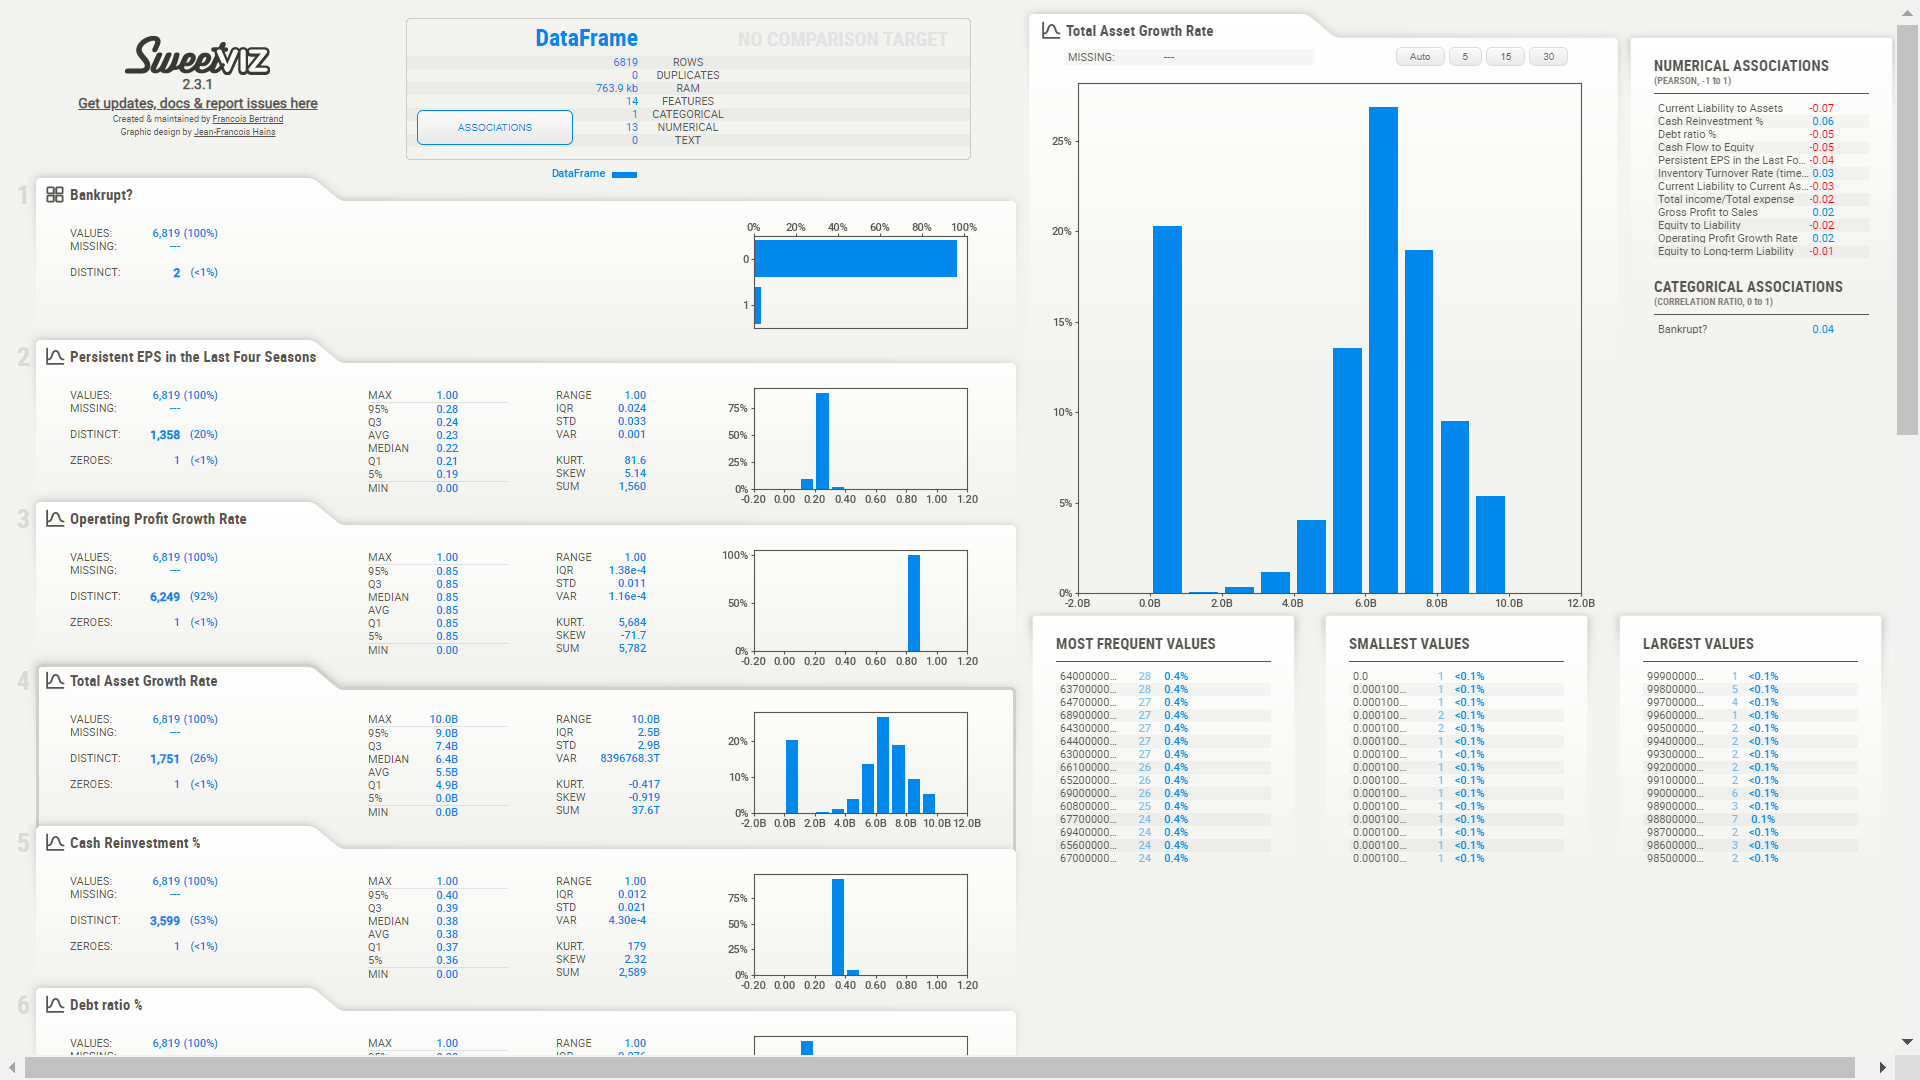 SweetVIZ
2.3.1
Get updates, docs & report issues here
Created & maintained by Francois Bertrand
Graphic design by Jean-Francois Hains
DataFrame NO COMPARISON TARGET
6819 ROWS
0 DUPLICATES
763.9 kb RAM
14 FEATURES
1 CATEGORICAL
13 NUMERICAL
0 TEXT
ASSOCIATIONS
DataFrame
1 Bankrupt?
VALUES: 6,819 (100%)
MISSING: ---
DISTINCT: 2 (<1%)
0% 20% 40% 60% 80% 100%
0
1
2 Persistent EPS in the Last Four Seasons
VALUES: 6,819 (100%)
MISSING: ---
DISTINCT: 1,358 (20%)
ZEROES: 1 (<1%)
MAX 1.00
95% 0.28
Q3 0.24
AVG 0.23
MEDIAN 0.22
Q1 0.21
5% 0.19
MIN 0.00
RANGE 1.00
IQR 0.024
STD 0.033
VAR 0.001
KURT. 81.6
SKEW 5.14
SUM 1,560
75%
50%
25%
0%
-0.20 0.00 0.20 0.40 0.60 0.80 1.00 1.20
3 Operating Profit Growth Rate
VALUES: 6,819 (100%)
MISSING: ---
DISTINCT: 6,249 (92%)
ZEROES: 1 (<1%)
MAX 1.00
95% 0.85
Q3 0.85
MEDIAN 0.85
AVG 0.85
Q1 0.85
5% 0.85
MIN 0.00
RANGE 1.00
IQR 1.38e-4
STD 0.011
VAR 1.16e-4
KURT. 5,684
SKEW -71.7
SUM 5,782
100%
50%
0%
-0.20 0.00 0.20 0.40 0.60 0.80 1.00 1.20
4 Total Asset Growth Rate
VALUES: 6,819 (100%)
MISSING: ---
DISTINCT: 1,751 (26%)
ZEROES: 1 (<1%)
MAX 10.0B
95% 9.0B
Q3 7.4B
MEDIAN 6.4B
AVG 5.5B
Q1 4.9B
5% 0.0B
MIN 0.0B
RANGE 10.0B
IQR 2.5B
STD 2.9B
VAR 8396768.3T
KURT. -0.417
SKEW -0.919
SUM 37.6T
20%
10%
0%
-2.0B 0.0B 2.0B 4.0B 6.0B 8.0B 10.0B 12.0B
5 Cash Reinvestment %
VALUES: 6,819 (100%)
MISSING: ---
DISTINCT: 3,599 (53%)
ZEROES: 1 (<1%)
MAX 1.00
95% 0.40
Q3 0.39
MEDIAN 0.38
AVG 0.38
Q1 0.37
5% 0.36
MIN 0.00
RANGE 1.00
IQR 0.012
STD 0.021
VAR 4.30e-4
KURT. 179
SKEW 2.32
SUM 2,589
75%
50%
25%
0%
-0.20 0.00 0.20 0.40 0.60 0.80 1.00 1.20
6 Debt ratio %
VALUES: 6,819 (100%)
MAX 1.00
RANGE 1.00
Total Asset Growth Rate
MISSING: ---
Auto 5 15 30
25%
20%
15%
10%
5%
0%
-2.0B 0.0B 2.0B 4.0B 6.0B 8.0B 10.0B 12.0B
NUMERICAL ASSOCIATIONS
(PEARSON, -1 to 1)
Current Liability to Assets -0.07
Cash Reinvestment % 0.06
Debt ratio % -0.05
Cash Flow to Equity -0.05
Persistent EPS in the Last Fo... -0.04
Inventory Turnover Rate (time... 0.03
Current Liability to Current As... -0.03
Total income/Total expense -0.02
Gross Profit to Sales 0.02
Equity to Liability -0.02
Operating Profit Growth Rate 0.02
Equity to Long-term Liability -0.01
CATEGORICAL ASSOCIATIONS
(CORRELATION RATIO, 0 to 1)
Bankrupt? 0.04
MOST FREQUENT VALUES
64000000... 28 0.4%
63700000... 28 0.4%
64700000... 27 0.4%
68900000... 27 0.4%
64300000... 27 0.4%
64400000... 27 0.4%
63000000... 27 0.4%
66100000... 26 0.4%
65200000... 26 0.4%
69000000... 26 0.4%
60800000... 25 0.4%
67700000... 24 0.4%
69400000... 24 0.4%
65600000... 24 0.4%
67000000... 24 0.4%
SMALLEST VALUES
0.0 1 <0.1%
0.000100... 1 <0.1%
0.000100... 1 <0.1%
0.000100... 2 <0.1%
0.000100... 2 <0.1%
0.000100... 1 <0.1%
0.000100... 1 <0.1%
0.000100... 1 <0.1%
0.000100... 1 <0.1%
0.000100... 1 <0.1%
0.000100... 1 <0.1%
0.000100... 1 <0.1%
0.000100... 1 <0.1%
0.000100... 1 <0.1%
0.000100... 1 <0.1%
LARGEST VALUES
99900000... 1 <0.1%
99800000... 5 <0.1%
99700000... 4 <0.1%
99600000... 1 <0.1%
99500000... 2 <0.1%
99400000... 2 <0.1%
99300000... 2 <0.1%
99200000... 2 <0.1%
99100000... 2 <0.1%
99000000... 6 <0.1%
98900000... 3 <0.1%
98800000... 7 0.1%
98700000... 2 <0.1%
98600000... 3 <0.1%
98500000... 2 <0.1%